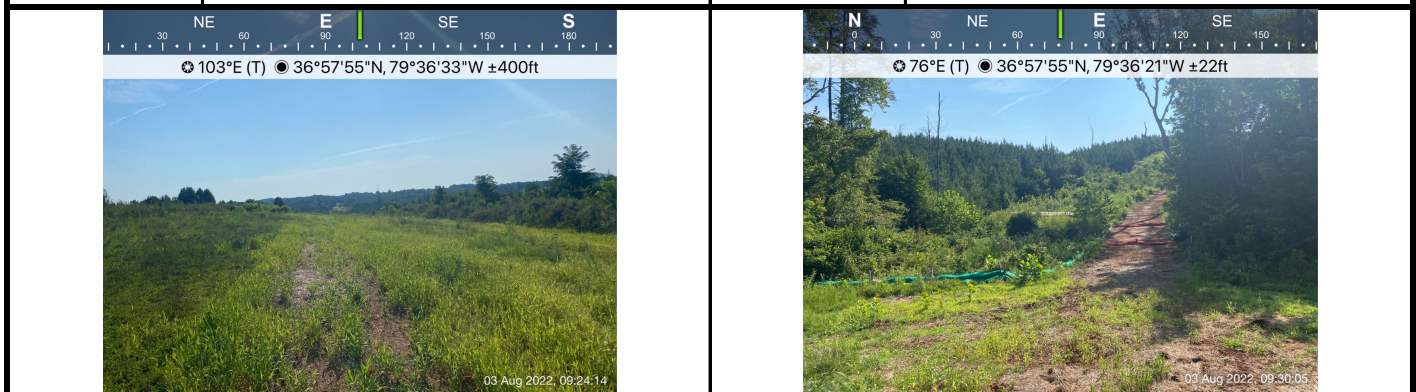 NE E SE S
30 60 90 120 150 180
103°E (T) 36°57'55"N, 79°36'33"W ±400ft
03 Aug 2022, 09:24:14
N NE E SE
0 30 60 90 120 150
76°E (T) 36°57'55"N, 79°36'21"W ±22ft
03 Aug 2022, 09:30:05